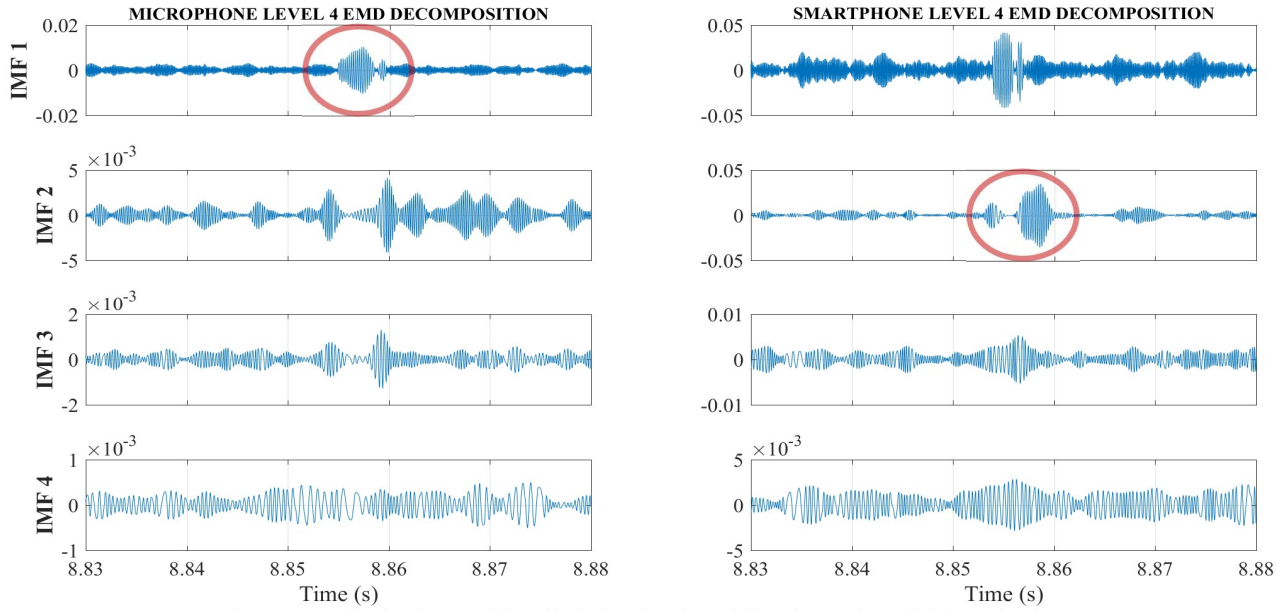 MICROPHONE LEVEL 4 EMD DECOMPOSITION
IMF 1
0.02
0
-0.02
×10⁻³
IMF 2
5
0
-5
×10⁻³
IMF 3
2
0
-2
×10⁻³
IMF 4
1
0
-1
8.83 8.84 8.85 8.86 8.87 8.88
Time (s)
SMARTPHONE LEVEL 4 EMD DECOMPOSITION
0.05
0
-0.05
0.05
0
-0.05
0.01
0
-0.01
×10⁻³
5
0
-5
8.83 8.84 8.85 8.86 8.87 8.88
Time (s)